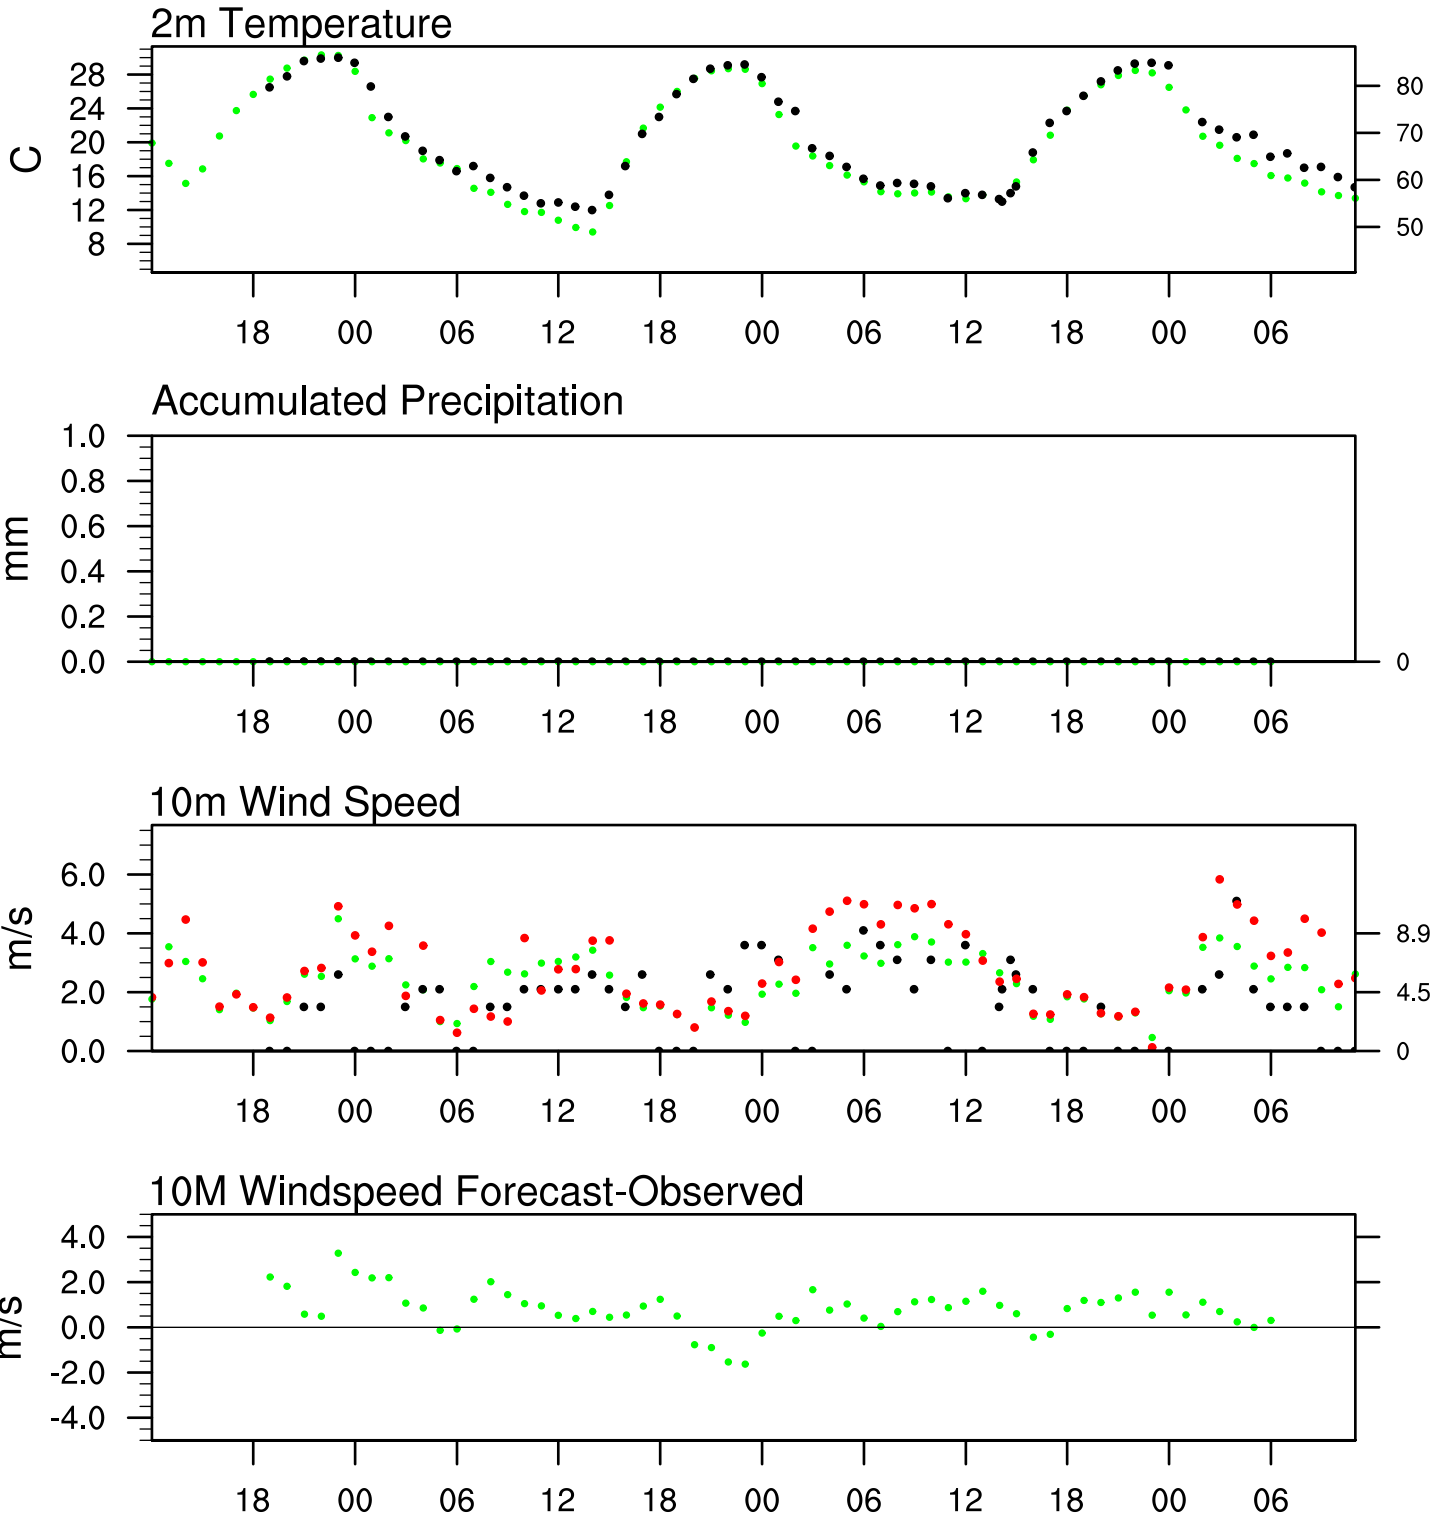 2m Temperature
C
28
24
20
16
12
8
80
70
60
50
18 00 06 12 18 00 06 12 18 00 06
Accumulated Precipitation
mm
1.0
0.8
0.6
0.4
0.2
0.0
0
18 00 06 12 18 00 06 12 18 00 06
10m Wind Speed
m/s
6.0
4.0
2.0
0.0
8.9
4.5
0
18 00 06 12 18 00 06 12 18 00 06
10M Windspeed Forecast-Observed
m/s
4.0
2.0
0.0
-2.0
-4.0
18 00 06 12 18 00 06 12 18 00 06